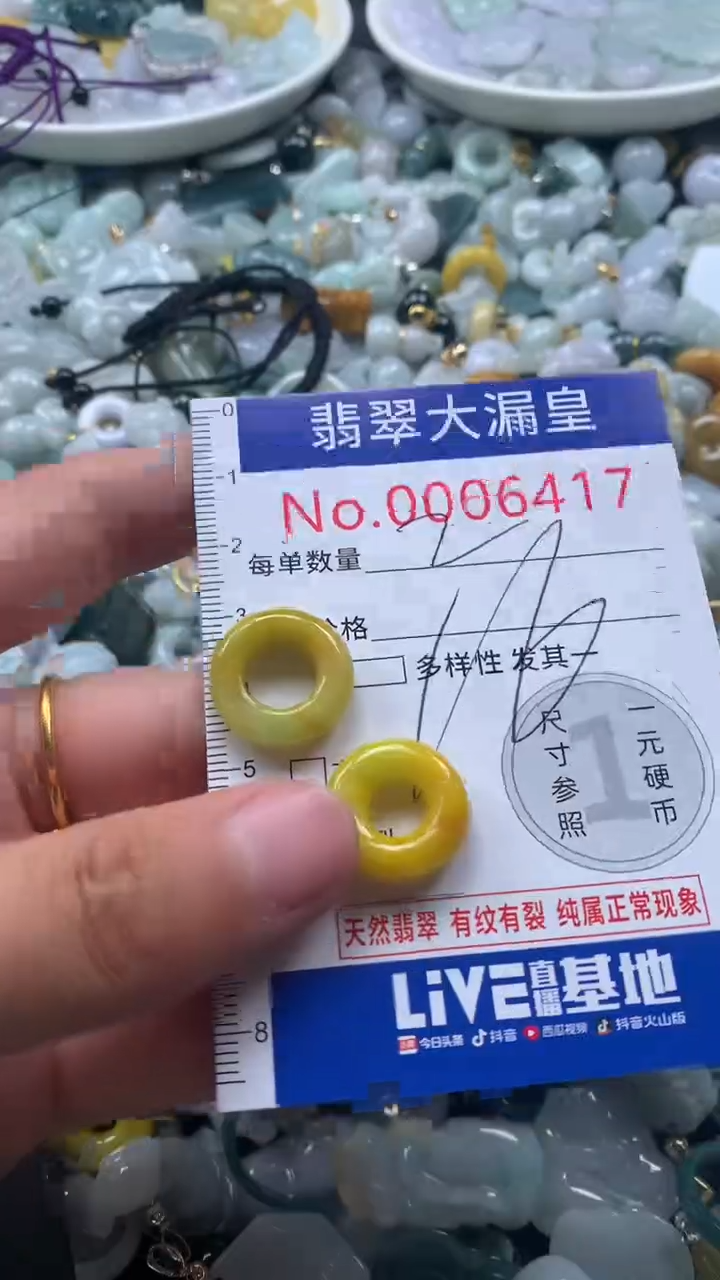 0
翡翠大漏皇
1
No.0006417
2
每单数量 2
3
格
多样性 发其一
尺寸参照
1
一元硬币
5
天然翡翠 有纹有裂 纯属正常现象
LiVE直播基地
8
今日头条 抖音 西瓜视频 抖音火山版